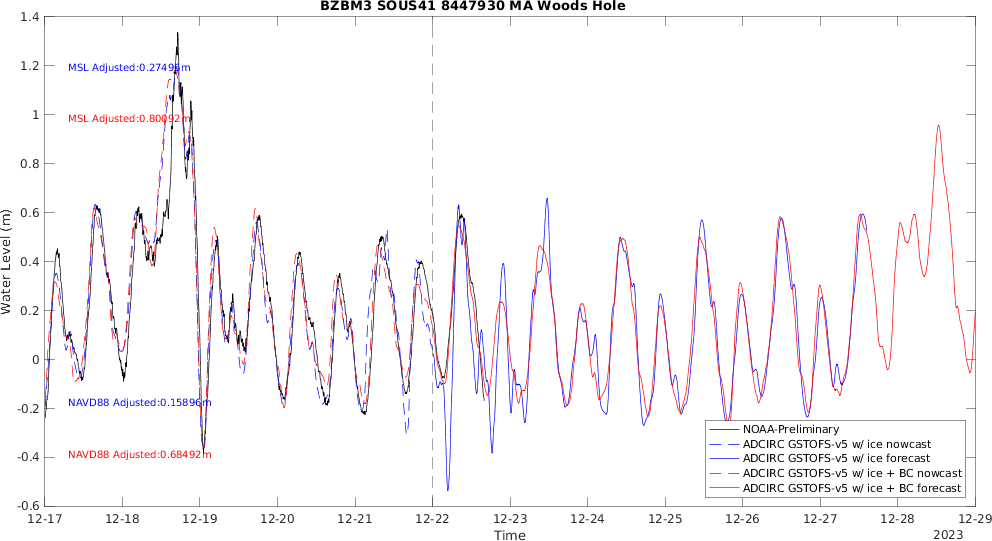 BZBM3 SOUS41 8447930 MA Woods Hole
Water Level (m)
1.4
1.2
1
0.8
0.6
0.4
0.2
0
-0.2
-0.4
-0.6
MSL Adjusted:0.27496m
MSL Adjusted:0.80092m
NAVD88 Adjusted:0.15896m
NAVD88 Adjusted:0.68492m
NOAA-Preliminary
ADCIRC GSTOFS-v5 w/ ice nowcast
ADCIRC GSTOFS-v5 w/ ice forecast
ADCIRC GSTOFS-v5 w/ ice + BC nowcast
ADCIRC GSTOFS-v5 w/ ice + BC forecast
12-17 12-18 12-19 12-20 12-21 12-22 12-23 12-24 12-25 12-26 12-27 12-28 12-29
Time
2023